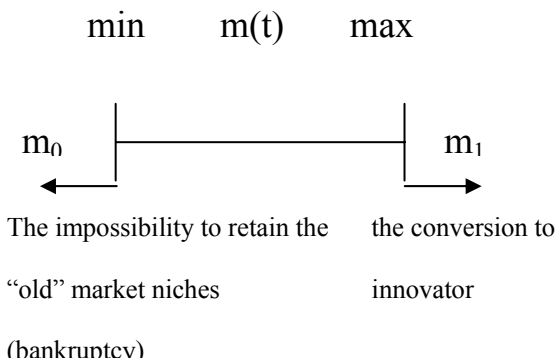 min m(t) max
m₀ m₁
The impossibility to retain the the conversion to
“old” market niches innovator
(bankruptcy)